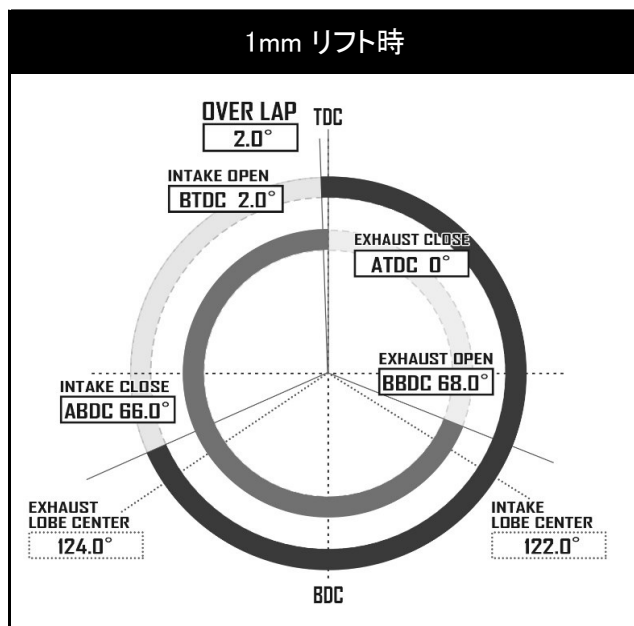 1mm リフト時
OVER LAP
2.0°
TDC
INTAKE OPEN
BTDC 2.0°
EXHAUST CLOSE
ATDC 0°
EXHAUST OPEN
BBDC 68.0°
INTAKE CLOSE
ABDC 66.0°
EXHAUST
LOBE CENTER
124.0°
INTAKE
LOBE CENTER
122.0°
BDC